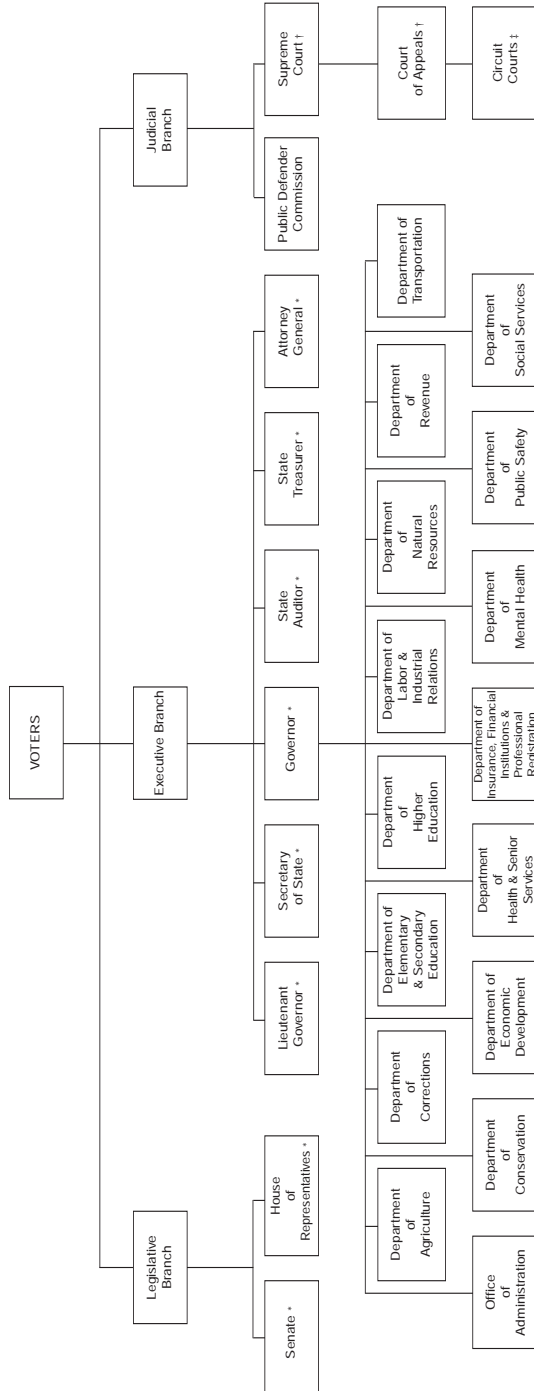 VOTERS
Legislative
Branch
Executive Branch
Judicial
Branch
Senate *
House
of
Representatives *
Lieutenant
Governor *
Secretary
of State *
Governor *
State
Auditor *
State
Treasurer *
Attorney
General *
Public Defender
Commission
Supreme
Court †
Department
of
Agriculture
Department
of
Corrections
Department of
Elementary
& Secondary
Education
Department
of
Higher
Education
Department of
Labor &
Industrial
Relations
Department
of
Natural
Resources
Department
of
Revenue
Department of
Transportation
Court
of Appeals †
Office
of
Administration
Department
of
Conservation
Department of
Economic
Development
Department
of
Health & Senior
Services
Department of
Insurance, Financial
Institutions &
Professional
Registration
Department
of
Mental Health
Department
of
Public Safety
Department
of
Social Services
Circuit
Courts ‡